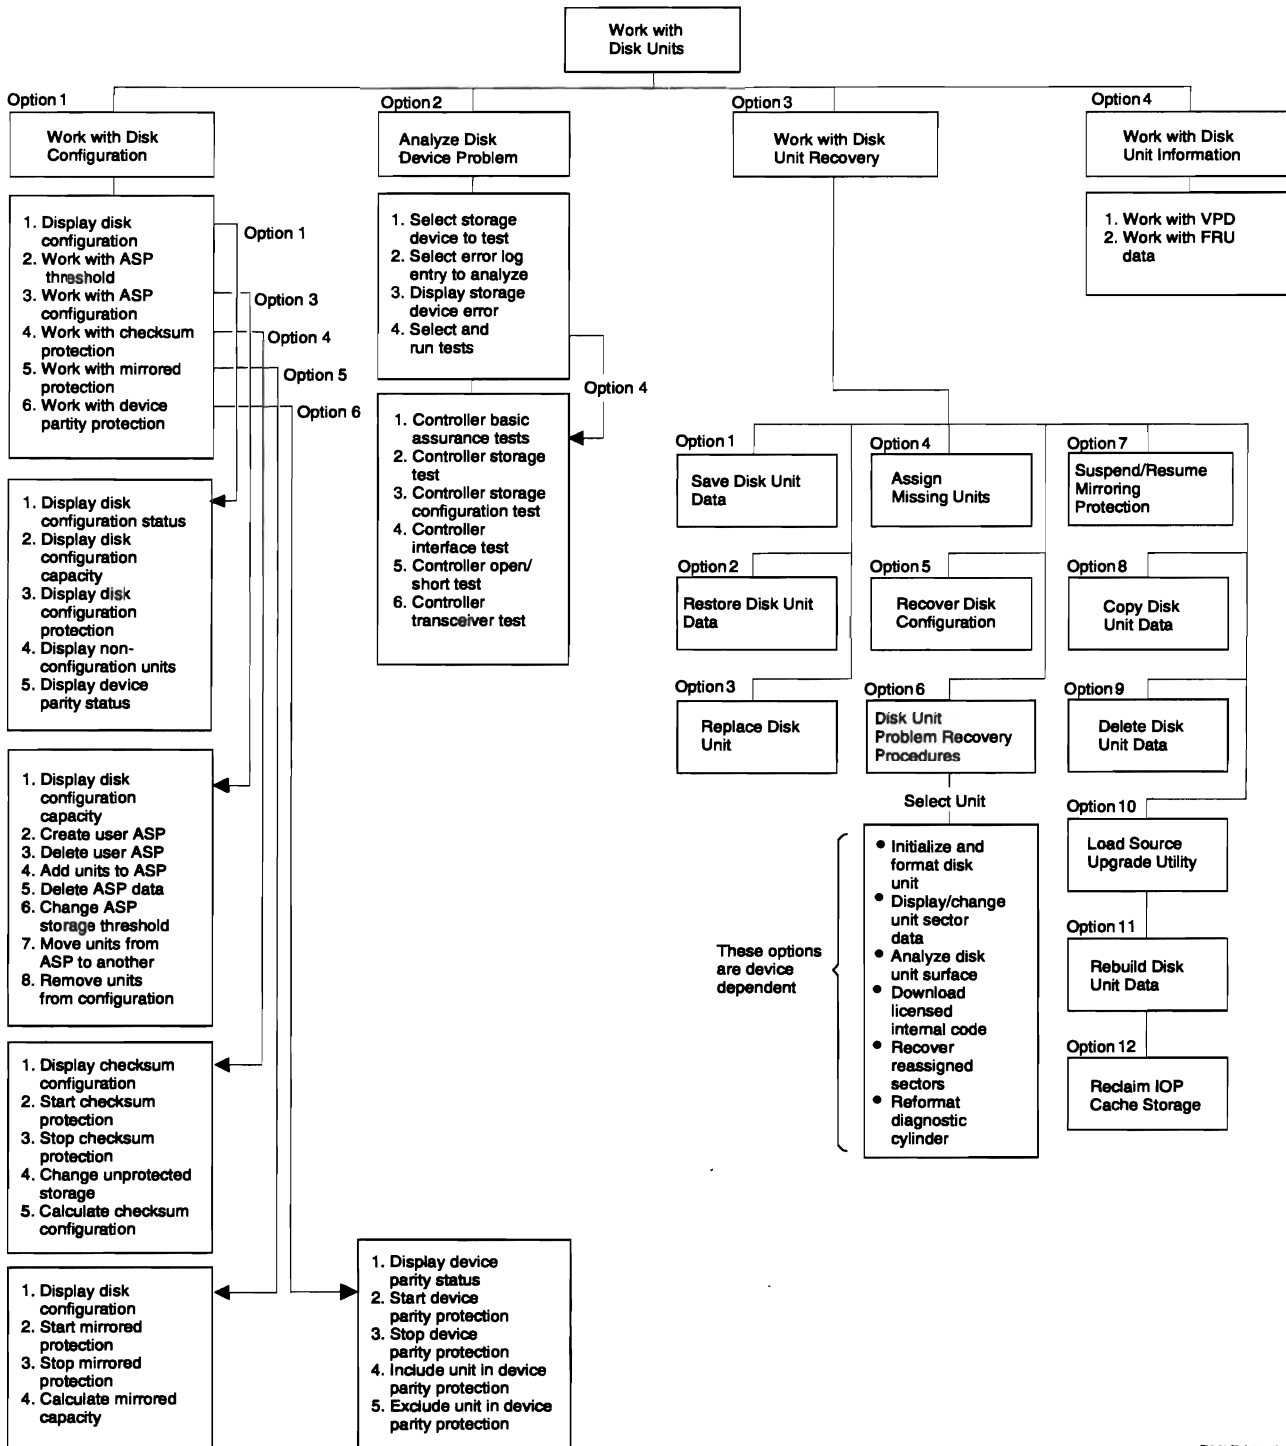 Work with
Disk Units
Option 1
Work with Disk
Configuration
1. Display disk
configuration
2. Work with ASP
threshold
3. Work with ASP
configuration
4. Work with checksum
protection
5. Work with mirrored
protection
6. Work with device
partity protection
Option 1
Option 3
Option 4
Option 5
Option 6
1. Display disk
configuration status
2. Display disk
configuration
capacity
3. Display disk
configuration
protection
4. Display non-
configuration units
5. Display device
parity status
1. Display disk
configuration
capacity
2. Create user ASP
3. Delete user ASP
4. Add units to ASP
5. Delete ASP data
6. Change ASP
storage threshold
7. Move units from
ASP to another
8. Remove units
from configuration
1. Display checksum
configuration
2. Start checksum
protection
3. Stop checksum
protection
4. Change unprotected
storage
5. Calculate checksum
configuration
1. Display disk
configuration
2. Start mirrored
protection
3. Stop mirrored
protection
4. Calculate mirrored
capacity
1. Display device
parity status
2. Start device
parity protection
3. Stop device
parity protection
4. Include unit in device
parity protection
5. Exclude unit in device
parity protection
Option 2
Analyze Disk
Device Problem
1. Select storage
device to test
2. Select error log
entry to analyze
3. Display storage
device error
4. Select and
run tests
Option 4
1. Controller basic
assurance tests
2. Controller storage
test
3. Controller storage
configuration test
4. Controller
interface test
5. Controller open/
short test
6. Controller
transceiver test
Option 3
Work with Disk
Unit Recovery
Option 1
Save Disk Unit
Data
Option 2
Restore Disk Unit
Data
Option 3
Replace Disk
Unit
Option 4
Assign
Missing Units
Option 5
Recover Disk
Configuration
Option 6
Disk Unit
Problem Recovery
Procedures
Select Unit
These options
are device
dependent
• Initialize and
format disk
unit
• Display/change
unit sector
data
• Analyze disk
unit surface
• Download
licensed
internal code
• Recover
reassigned
sectors
• Reformat
diagnostic
cylinder
Option 7
Suspend/Resume
Mirroring
Protection
Option 8
Copy Disk
Unit Data
Option 9
Delete Disk
Unit Data
Option 10
Load Source
Upgrade Utility
Option 11
Rebuild Disk
Unit Data
Option 12
Reclaim IOP
Cache Storage
Option 4
Work with Disk
Unit Information
1. Work with VPD
2. Work with FRU
data